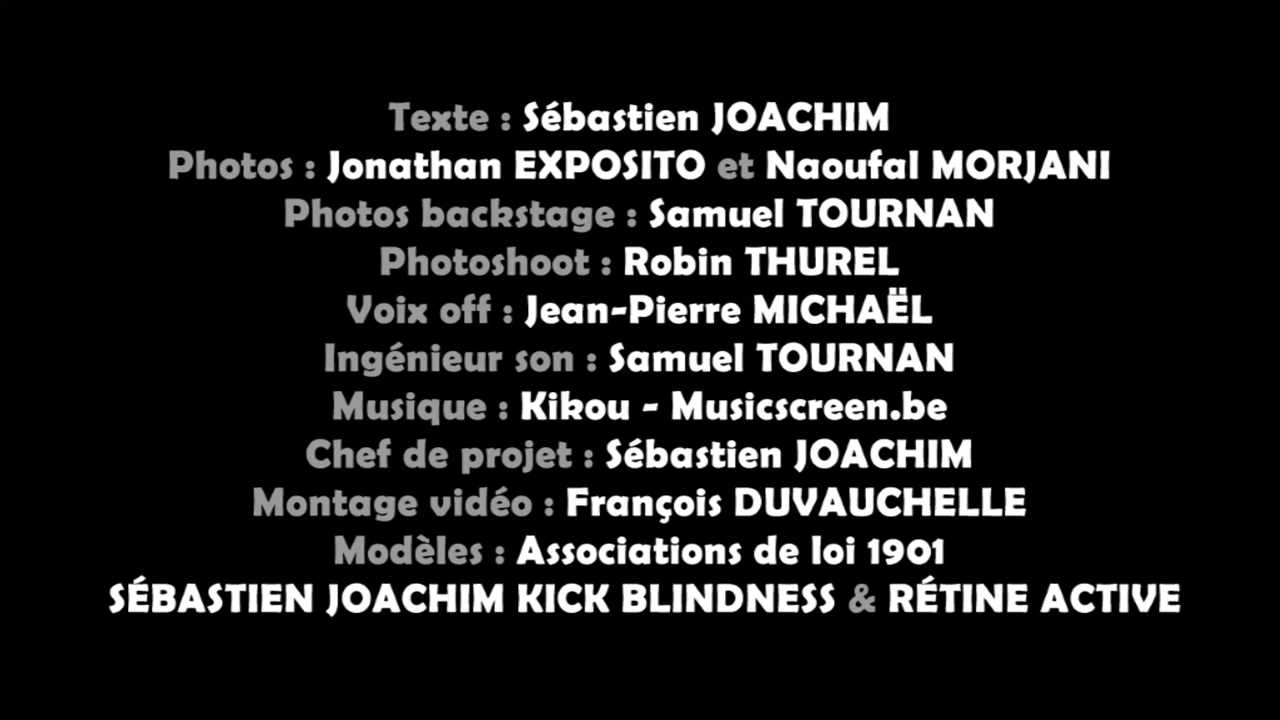 Texte : Sébastien JOACHIM
Photos : Jonathan EXPOSITO et Naoufal MORJANI
Photos backstage : Samuel TOURNAN
Photoshoot : Robin THUREL
Voix off : Jean-Pierre MICHAËL
Ingénieur son : Samuel TOURNAN
Musique : Kikou - Musicscreen.be
Chef de projet : Sébastien JOACHIM
Montage vidéo : François DUVAUCHELLE
Modèles : Associations de loi 1901
SÉBASTIEN JOACHIM KICK BLINDNESS & RÉTINE ACTIVE